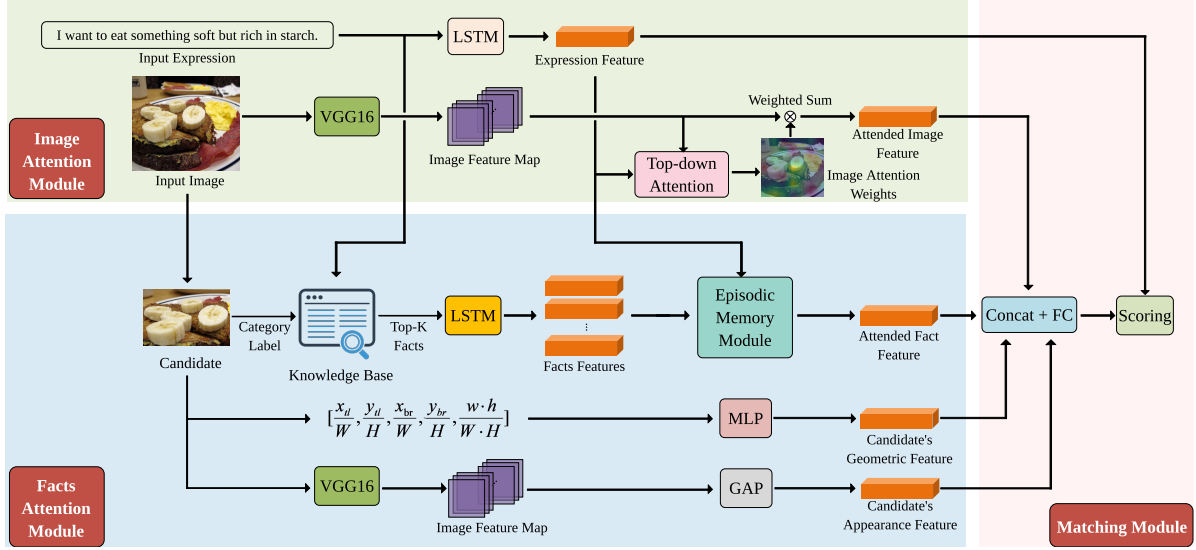 I want to eat something soft but rich in starch.
Input Expression
LSTM
Expression Feature
Image
Attention
Module
Input Image
VGG16
Image Feature Map
Weighted Sum
Top-down
Attention
Image Attention
Weights
Attended Image
Feature
Candidate
Category
Label
Knowledge Base
Top-K
Facts
LSTM
Facts Features
Episodic
Memory
Module
Attended Fact
Feature
Concat + FC
Scoring
[x_tl/W, y_tl/H, x_br/W, y_br/H, w·h/W·H]
MLP
Candidate's
Geometric Feature
Facts
Attention
Module
VGG16
Image Feature Map
GAP
Candidate's
Appearance Feature
Matching Module